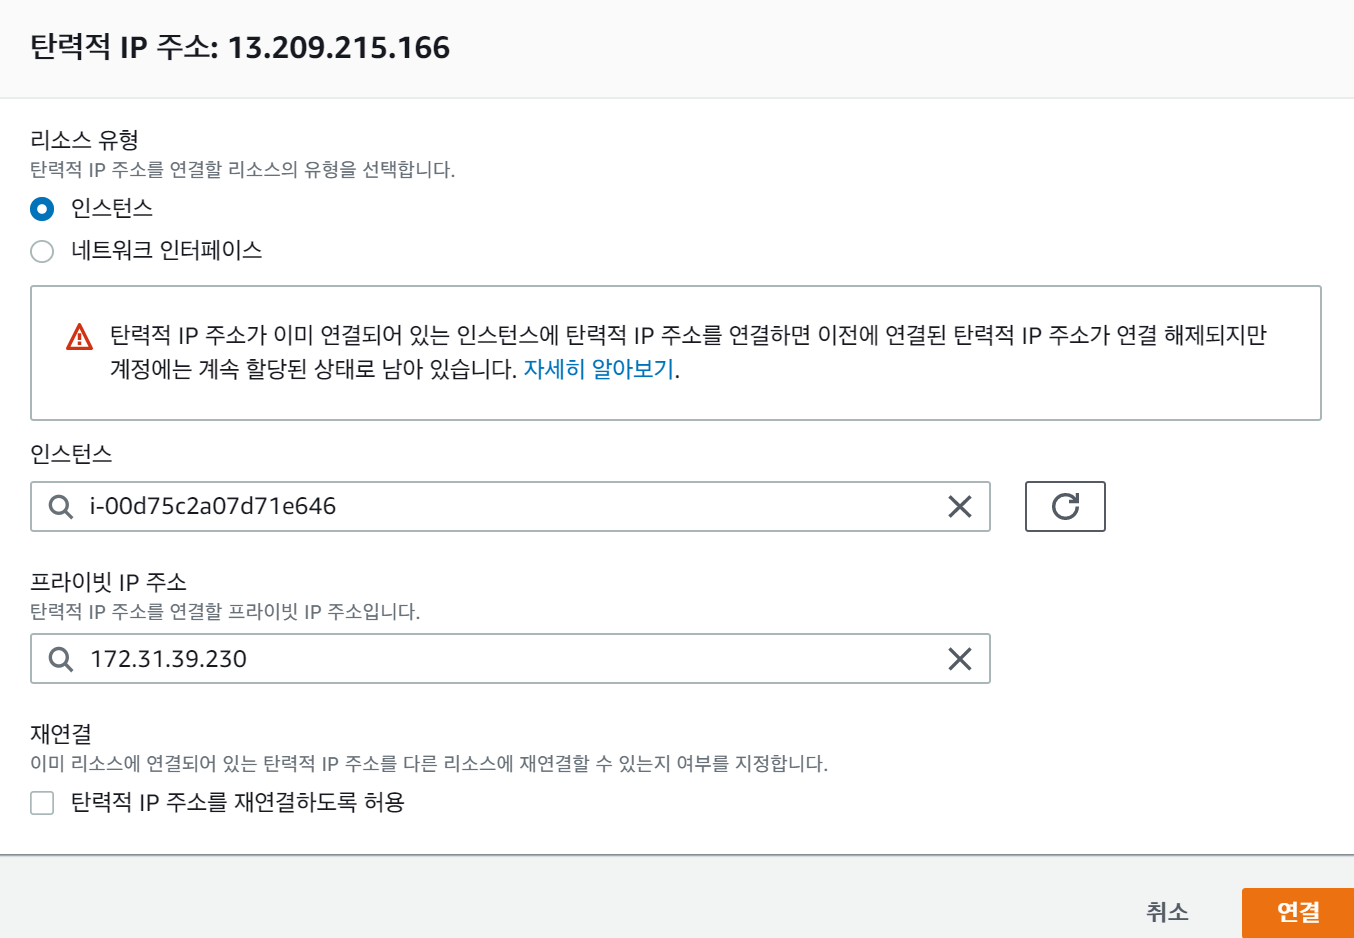 탄력적 IP 주소: 13.209.215.166
리소스 유형
탄력적 IP 주소를 연결할 리소스의 유형을 선택합니다.
인스턴스
네트워크 인터페이스
탄력적 IP 주소가 이미 연결되어 있는 인스턴스에 탄력적 IP 주소를 연결하면 이전에 연결된 탄력적 IP 주소가 연결 해제되지만
계정에는 계속 할당된 상태로 남아 있습니다. 자세히 알아보기.
인스턴스
i-00d75c2a07d71e646
프라이빗 IP 주소
탄력적 IP 주소를 연결할 프라이빗 IP 주소입니다.
172.31.39.230
재연결
이미 리소스에 연결되어 있는 탄력적 IP 주소를 다른 리소스에 재연결할 수 있는지 여부를 지정합니다.
탄력적 IP 주소를 재연결하도록 허용
취소
연결